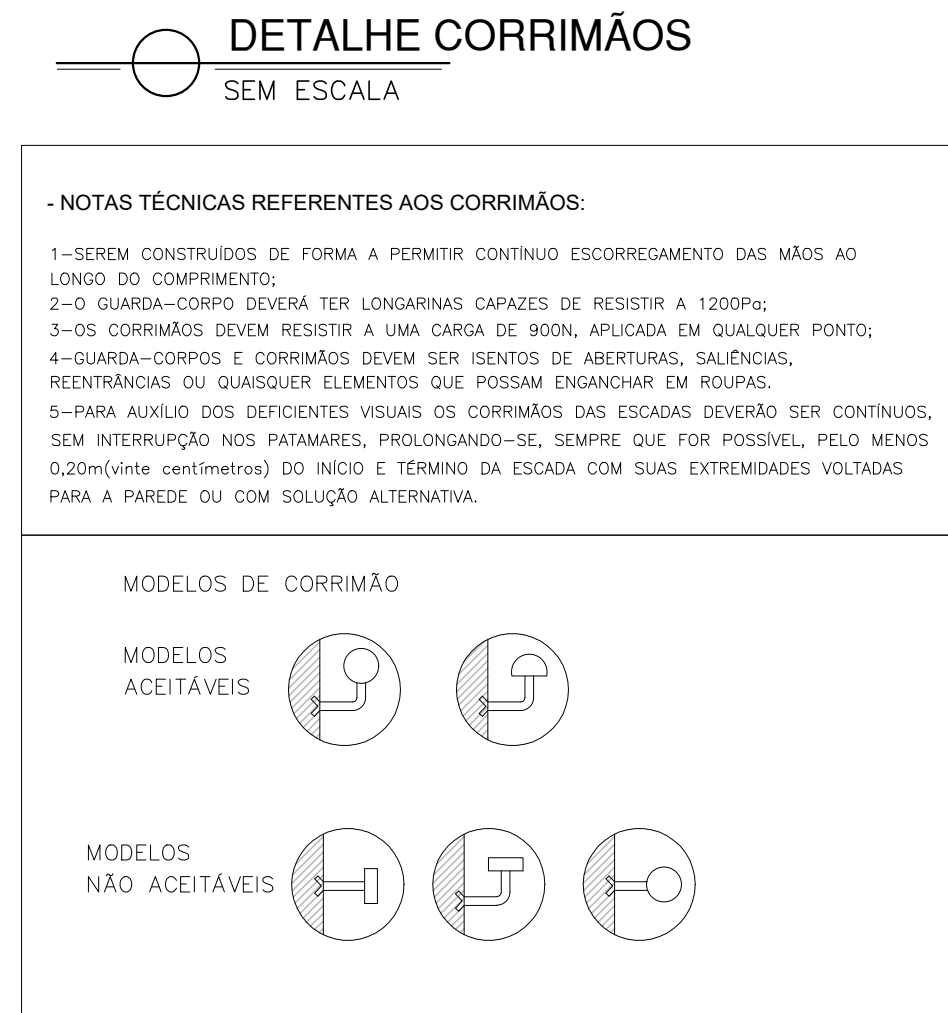 DETALHE CORRIMÃOS
SEM ESCALA
- NOTAS TÉCNICAS REFERENTES AOS CORRIMÃOS:
1-SEREM CONSTRUÍDOS DE FORMA A PERMITIR CONTÍNUO ESCORREGAMENTO DAS MÃOS AO
LONGO DO COMPRIMENTO;
2-O GUARDA-CORPO DEVERÁ TER LONGARINAS CAPAZES DE RESISTIR A 1200Pa;
3-OS CORRIMÃOS DEVEM RESISTIR A UMA CARGA DE 900N, APLICADA EM QUALQUER PONTO;
4-GUARDA-CORPOS E CORRIMÃOS DEVEM SER ISENTOS DE ABERTURAS, SALIÊNCIAS,
REENTRÂNCIAS OU QUAISQUER ELEMENTOS QUE POSSAM ENGANCHAR EM ROUPAS.
5-PARA AUXÍLIO DOS DEFICIENTES VISUAIS OS CORRIMÃOS DAS ESCADAS DEVERÃO SER CONTÍNUOS,
SEM INTERRUPÇÃO NOS PATAMARES, PROLONGANDO-SE, SEMPRE QUE FOR POSSÍVEL, PELO MENOS
0,20m(vinte centímetros) DO INÍCIO E TÉRMINO DA ESCADA COM SUAS EXTREMIDADES VOLTADAS
PARA A PAREDE OU COM SOLUÇÃO ALTERNATIVA.
MODELOS DE CORRIMÃO
MODELOS
ACEITÁVEIS
MODELOS
NÃO ACEITÁVEIS